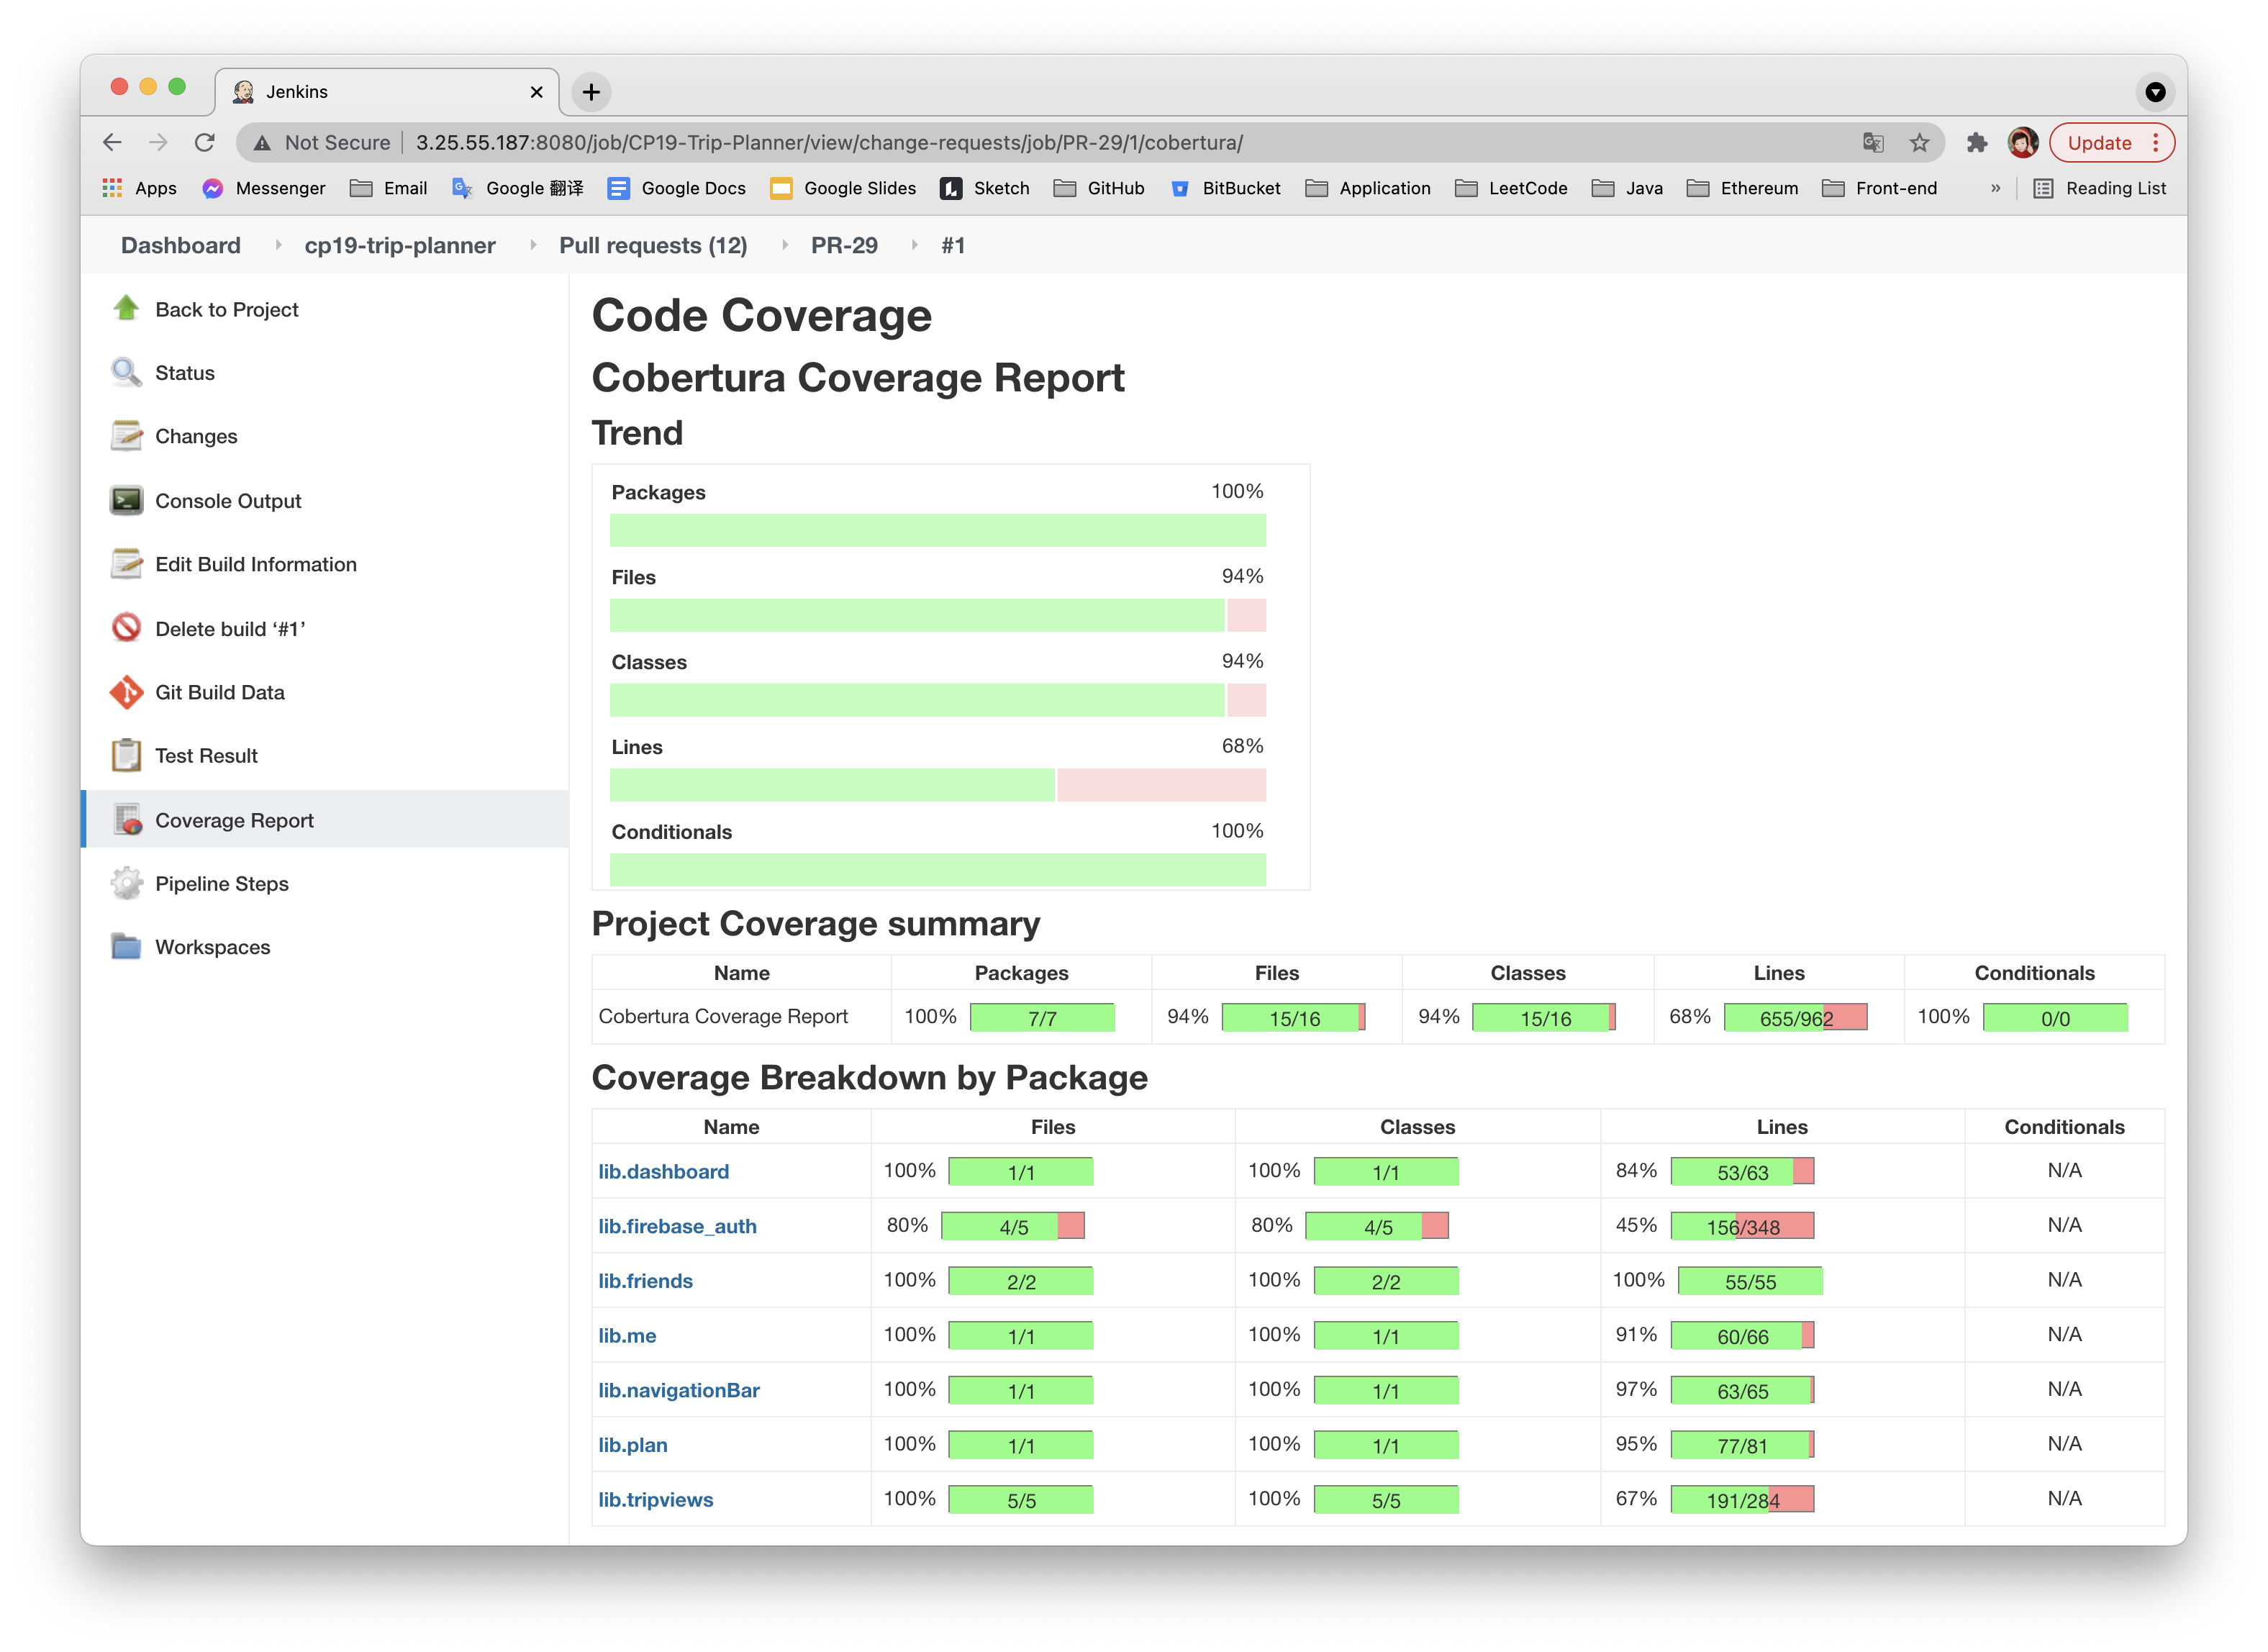 Jenkins
Not Secure 3.25.55.187:8080/job/CP19-Trip-Planner/view/change-requests/job/PR-29/1/cobertura/ Update
Apps Messenger Email Google 翻译 Google Docs Google Slides Sketch GitHub BitBucket Application LeetCode Java Ethereum Front-end » Reading List
Dashboard cp19-trip-planner Pull requests (12) PR-29 #1
Back to Project
Status
Changes
Console Output
Edit Build Information
Delete build ‘#1’
Git Build Data
Test Result
Coverage Report
Pipeline Steps
Workspaces
Code Coverage
Cobertura Coverage Report
Trend
Packages 100%
Files 94%
Classes 94%
Lines 68%
Conditionals 100%
Project Coverage summary
Name Packages Files Classes Lines Conditionals
Cobertura Coverage Report 100% 7/7 94% 15/16 94% 15/16 68% 655/962 100% 0/0
Coverage Breakdown by Package
Name Files Classes Lines Conditionals
lib.dashboard 100% 1/1 100% 1/1 84% 53/63 N/A
lib.firebase_auth 80% 4/5 80% 4/5 45% 156/348 N/A
lib.friends 100% 2/2 100% 2/2 100% 55/55 N/A
lib.me 100% 1/1 100% 1/1 91% 60/66 N/A
lib.navigationBar 100% 1/1 100% 1/1 97% 63/65 N/A
lib.plan 100% 1/1 100% 1/1 95% 77/81 N/A
lib.tripviews 100% 5/5 100% 5/5 67% 191/284 N/A